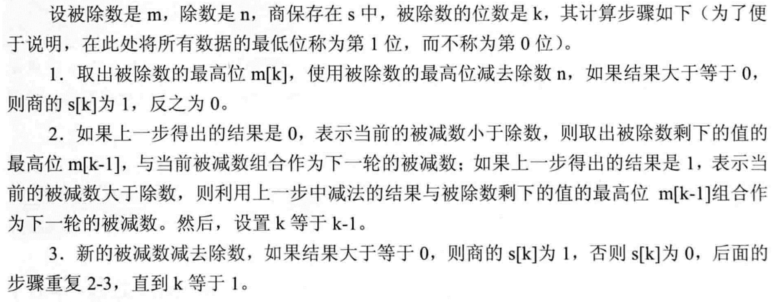 设被除数是 m，除数是 n，商保存在 s 中，被除数的位数是 k，其计算步骤如下（为了便
于说明，在此处将所有数据的最低位称为第 1 位，而不称为第 0 位）。
1．取出被除数的最高位 m[k]，使用被除数的最高位减去除数 n，如果结果大于等于 0，
则商的 s[k]为 1，反之为 0。
2．如果上一步得出的结果是 0，表示当前的被减数小于除数，则取出被除数剩下的值的
最高位 m[k-1]，与当前被减数组合作为下一轮的被减数；如果上一步得出的结果是 1，表示当
前的被减数大于除数，则利用上一步中减法的结果与被除数剩下的值的最高位 m[k-1]组合作
为下一轮的被减数。然后，设置 k 等于 k-1。
3．新的被减数减去除数，如果结果大于等于 0，则商的 s[k]为 1，否则 s[k]为 0，后面的
步骤重复 2-3，直到 k 等于 1。